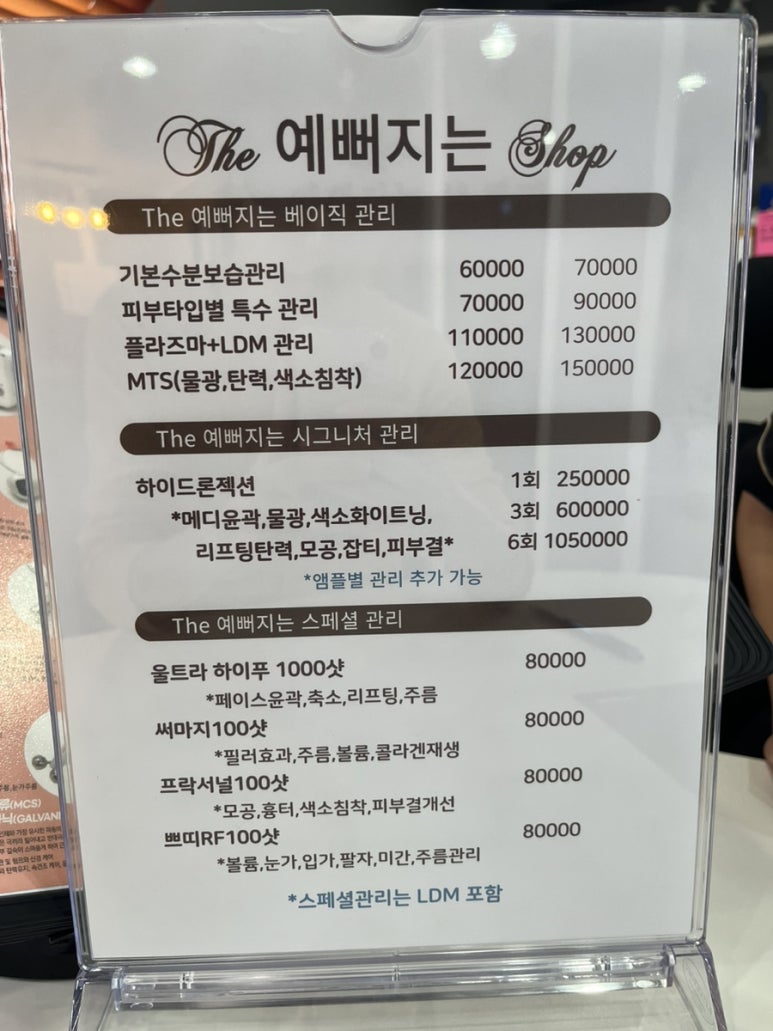 The 예뻐지는 Shop
The 예뻐지는 베이직 관리
기본수분보습관리 60000 70000
피부타입별 특수 관리 70000 90000
플라즈마+LDM 관리 110000 130000
MTS(물광,탄력,색소침착) 120000 150000
The 예뻐지는 시그니처 관리
하이드론젝션 1회 250000
*메디윤곽,물광,색소화이트닝, 3회 600000
리프팅탄력,모공,잡티,피부결* 6회 1050000
*앰플별 관리 추가 가능
The 예뻐지는 스페셜 관리
울트라 하이푸 1000샷 80000
*페이스윤곽,축소,리프팅,주름
써마지100샷 80000
*필러효과,주름,볼륨,콜라겐재생
프락서널100샷 80000
*모공,흉터,색소침착,피부결개선
쁘띠RF100샷 80000
*볼륨,눈가,입가,팔자,미간,주름관리
*스페셜관리는 LDM 포함
(MCS)
(GALVANI